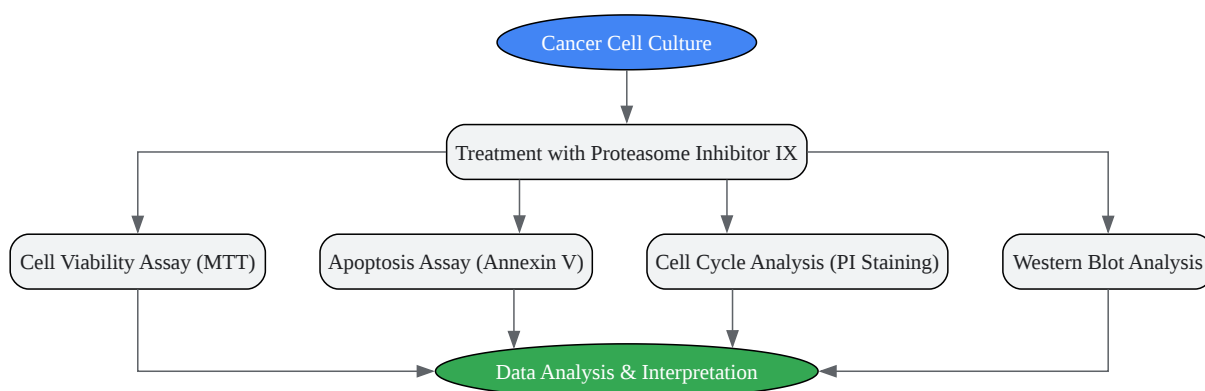 Cancer Cell Culture
Treatment with Proteasome Inhibitor IX
Cell Viability Assay (MTT)
Apoptosis Assay (Annexin V)
Cell Cycle Analysis (PI Staining)
Western Blot Analysis
Data Analysis & Interpretation